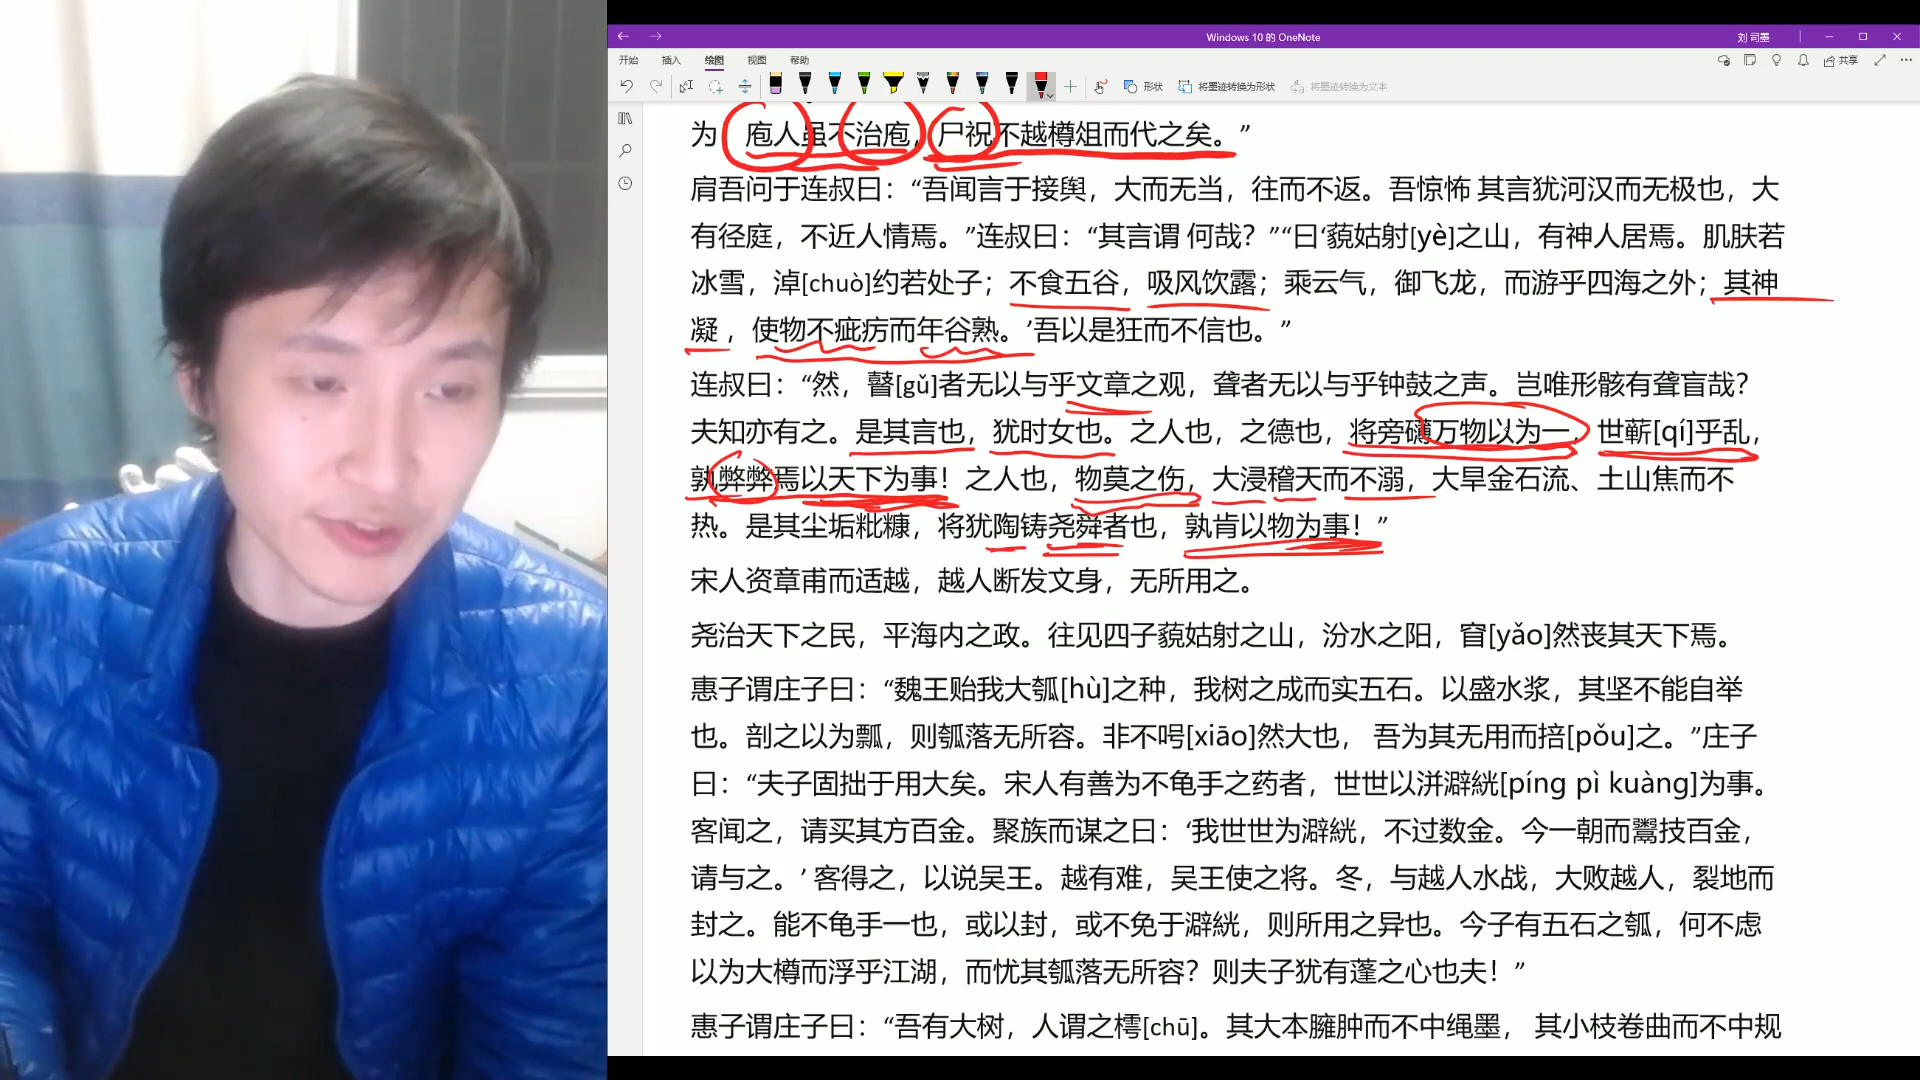 Windows 10 的 OneNote
刘 司墨
开始 插入 绘图 视图 帮助
共享
形状 将墨迹转换为形状 将墨迹转换为文本
为 庖人虽不治庖，尸祝不越樽俎而代之矣。”
肩吾问于连叔曰：“吾闻言于接舆，大而无当，往而不返。吾惊怖 其言犹河汉而无极也，大
有径庭，不近人情焉。”连叔曰：“其言谓 何哉？”“曰‘藐姑射[yè]之山，有神人居焉。肌肤若
冰雪，淖[chuò]约若处子；不食五谷，吸风饮露；乘云气，御飞龙，而游乎四海之外；其神
凝 ，使物不疵疠而年谷熟。’吾以是狂而不信也。”
连叔曰：“然，瞽[gǔ]者无以与乎文章之观，聋者无以与乎钟鼓之声。岂唯形骸有聋盲哉？
夫知亦有之。是其言也，犹时女也。之人也，之德也，将旁礴万物以为一，世蕲[qí]乎乱，
孰弊弊焉以天下为事！之人也，物莫之伤，大浸稽天而不溺，大旱金石流、土山焦而不
热。是其尘垢粃糠，将犹陶铸尧舜者也，孰肯以物为事！”
宋人资章甫而适越，越人断发文身，无所用之。
尧治天下之民，平海内之政。往见四子藐姑射之山，汾水之阳，窅[yǎo]然丧其天下焉。
惠子谓庄子曰：“魏王贻我大瓠[hù]之种，我树之成而实五石。以盛水浆，其坚不能自举
也。剖之以为瓢，则瓠落无所容。非不呺[xiāo]然大也， 吾为其无用而掊[pǒu]之。”庄子
曰：“夫子固拙于用大矣。宋人有善为不龟手之药者，世世以洴澼絖[píng pì kuàng]为事。
客闻之，请买其方百金。聚族而谋之曰：‘我世世为澼絖，不过数金。今一朝而鬻技百金，
请与之。’ 客得之，以说吴王。越有难，吴王使之将。冬，与越人水战，大败越人，裂地而
封之。能不龟手一也，或以封，或不免于澼絖，则所用之异也。今子有五石之瓠，何不虑
以为大樽而浮乎江湖，而忧其瓠落无所容？则夫子犹有蓬之心也夫！”
惠子谓庄子曰：“吾有大树，人谓之樗[chū]。其大本臃肿而不中绳墨， 其小枝卷曲而不中规